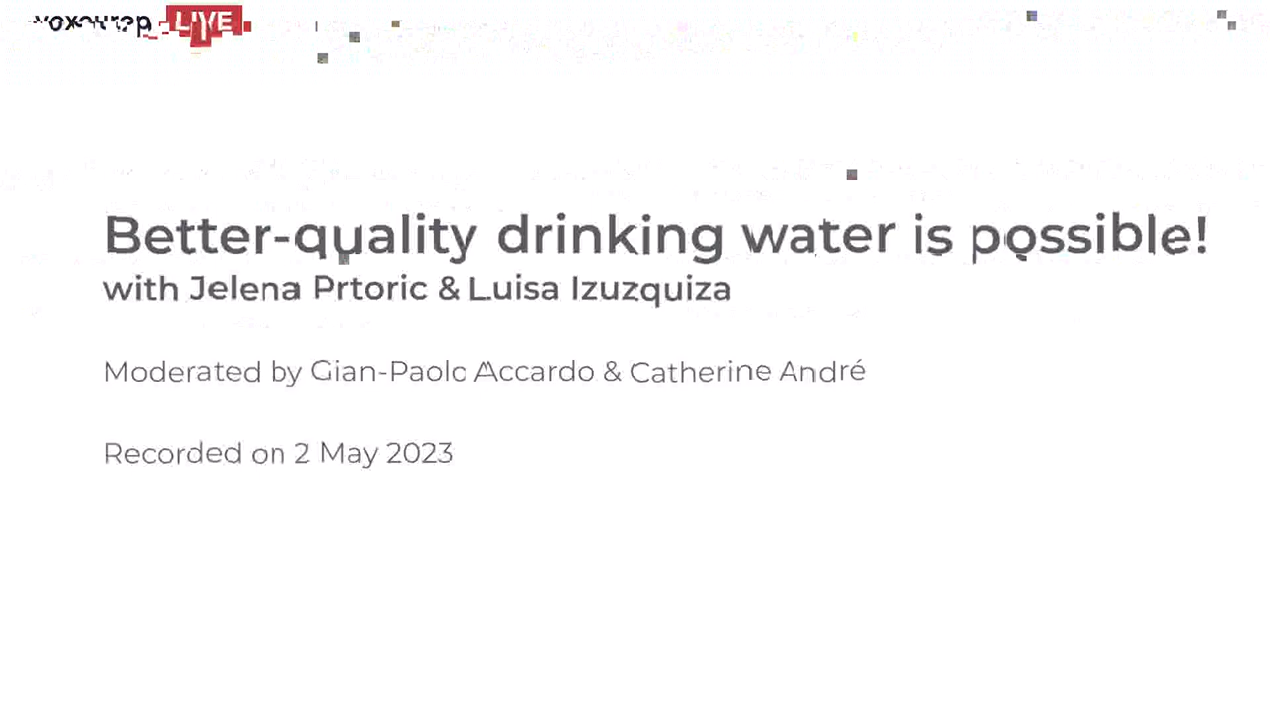 LIVE
Better-quality drinking water is possible!
with Jelena Prtoric & Luisa Izuzquiza
Moderated by Gian-Paolo Accardo & Catherine André
Recorded on 2 May 2023